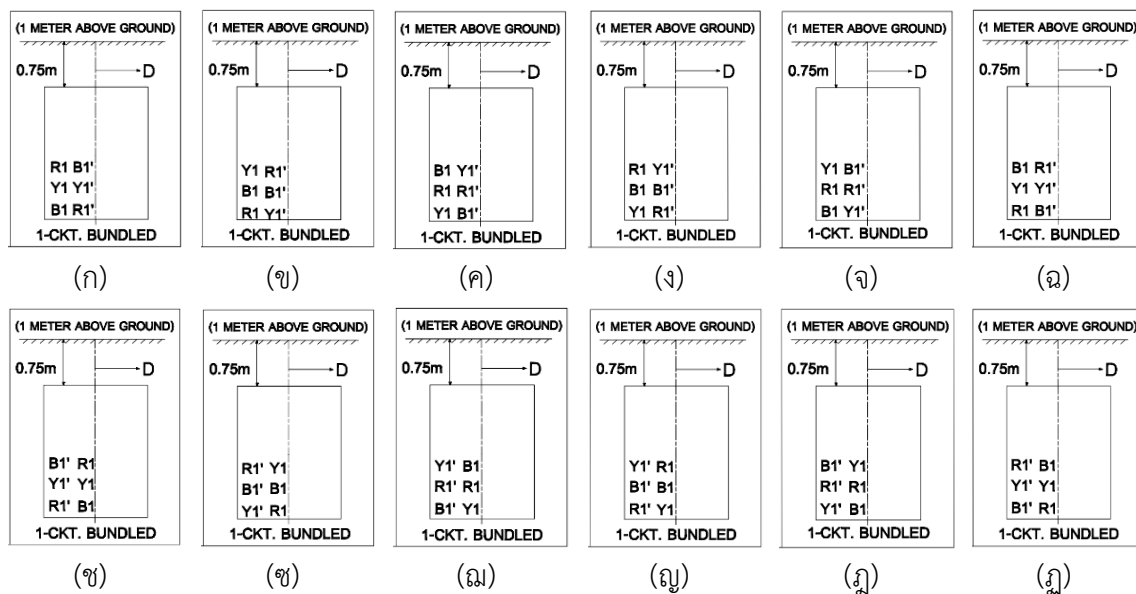 (1 METER ABOVE GROUND) (1 METER ABOVE GROUND) (1 METER ABOVE GROUND) (1 METER ABOVE GROUND) (1 METER ABOVE GROUND) (1 METER ABOVE GROUND)
0.75m D 0.75m D 0.75m D 0.75m D 0.75m D 0.75m D
R1 B1' Y1 R1' B1 Y1' R1 Y1' Y1 B1' B1 R1'
Y1 Y1' B1 B1' R1 R1' B1 B1' R1 R1' Y1 Y1'
B1 R1' R1 Y1' Y1 B1' Y1 R1' B1 Y1' R1 B1'
1-CKT. BUNDLED 1-CKT. BUNDLED 1-CKT. BUNDLED 1-CKT. BUNDLED 1-CKT. BUNDLED 1-CKT. BUNDLED
(ก) (ข) (ค) (ง) (จ) (ฉ)
(1 METER ABOVE GROUND) (1 METER ABOVE GROUND) (1 METER ABOVE GROUND) (1 METER ABOVE GROUND) (1 METER ABOVE GROUND) (1 METER ABOVE GROUND)
0.75m D 0.75m D 0.75m D 0.75m D 0.75m D 0.75m D
B1' R1 R1' Y1 Y1' B1 Y1' R1 B1' Y1 R1' B1
Y1' Y1 B1' B1 R1' R1 B1' B1 R1' R1 Y1' Y1
R1' B1 Y1' R1 B1' Y1 R1' Y1 Y1' B1 B1' R1
1-CKT. BUNDLED 1-CKT. BUNDLED 1-CKT. BUNDLED 1-CKT. BUNDLED 1-CKT. BUNDLED 1-CKT. BUNDLED
(ช) (ซ) (ฌ) (ญ) (ฎ) (ฏ)